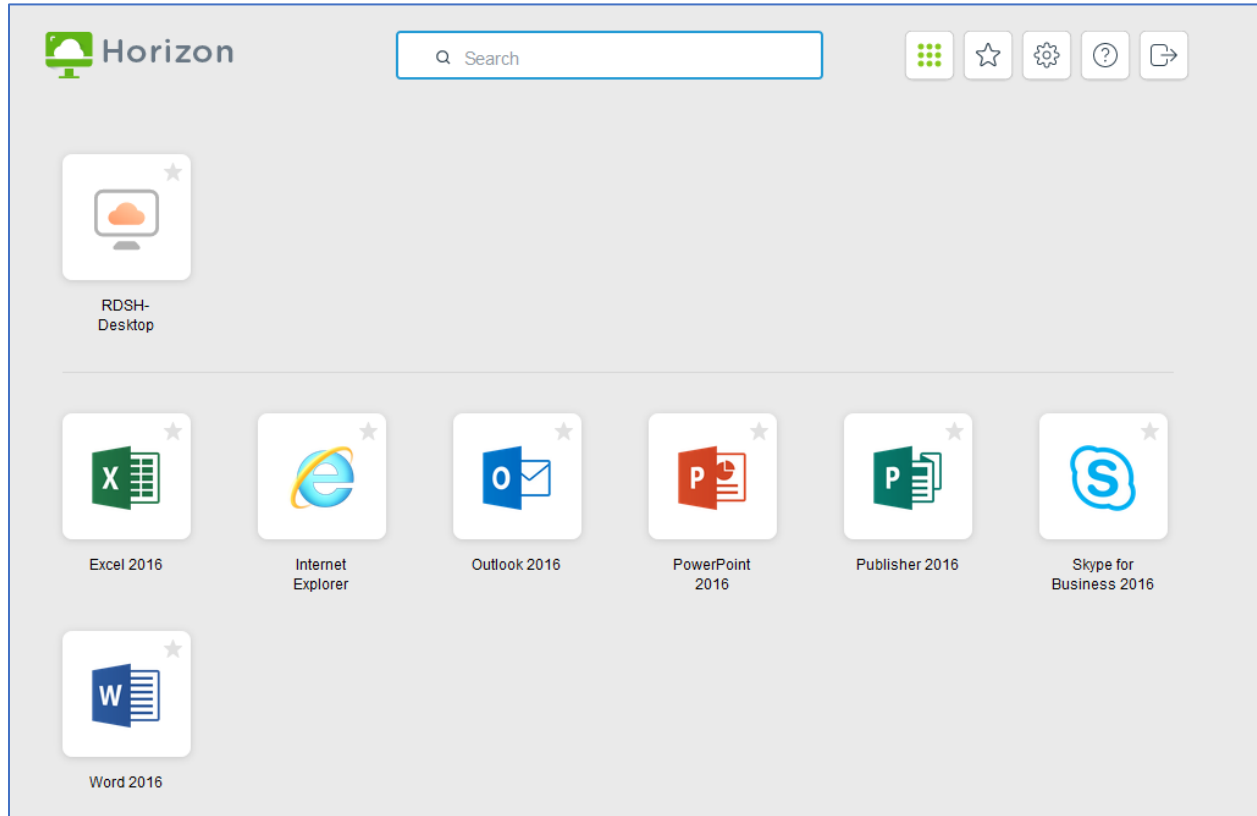 Horizon
Search
RDSH-
Desktop
Excel 2016
Internet
Explorer
Outlook 2016
PowerPoint
2016
Publisher 2016
Skype for
Business 2016
Word 2016